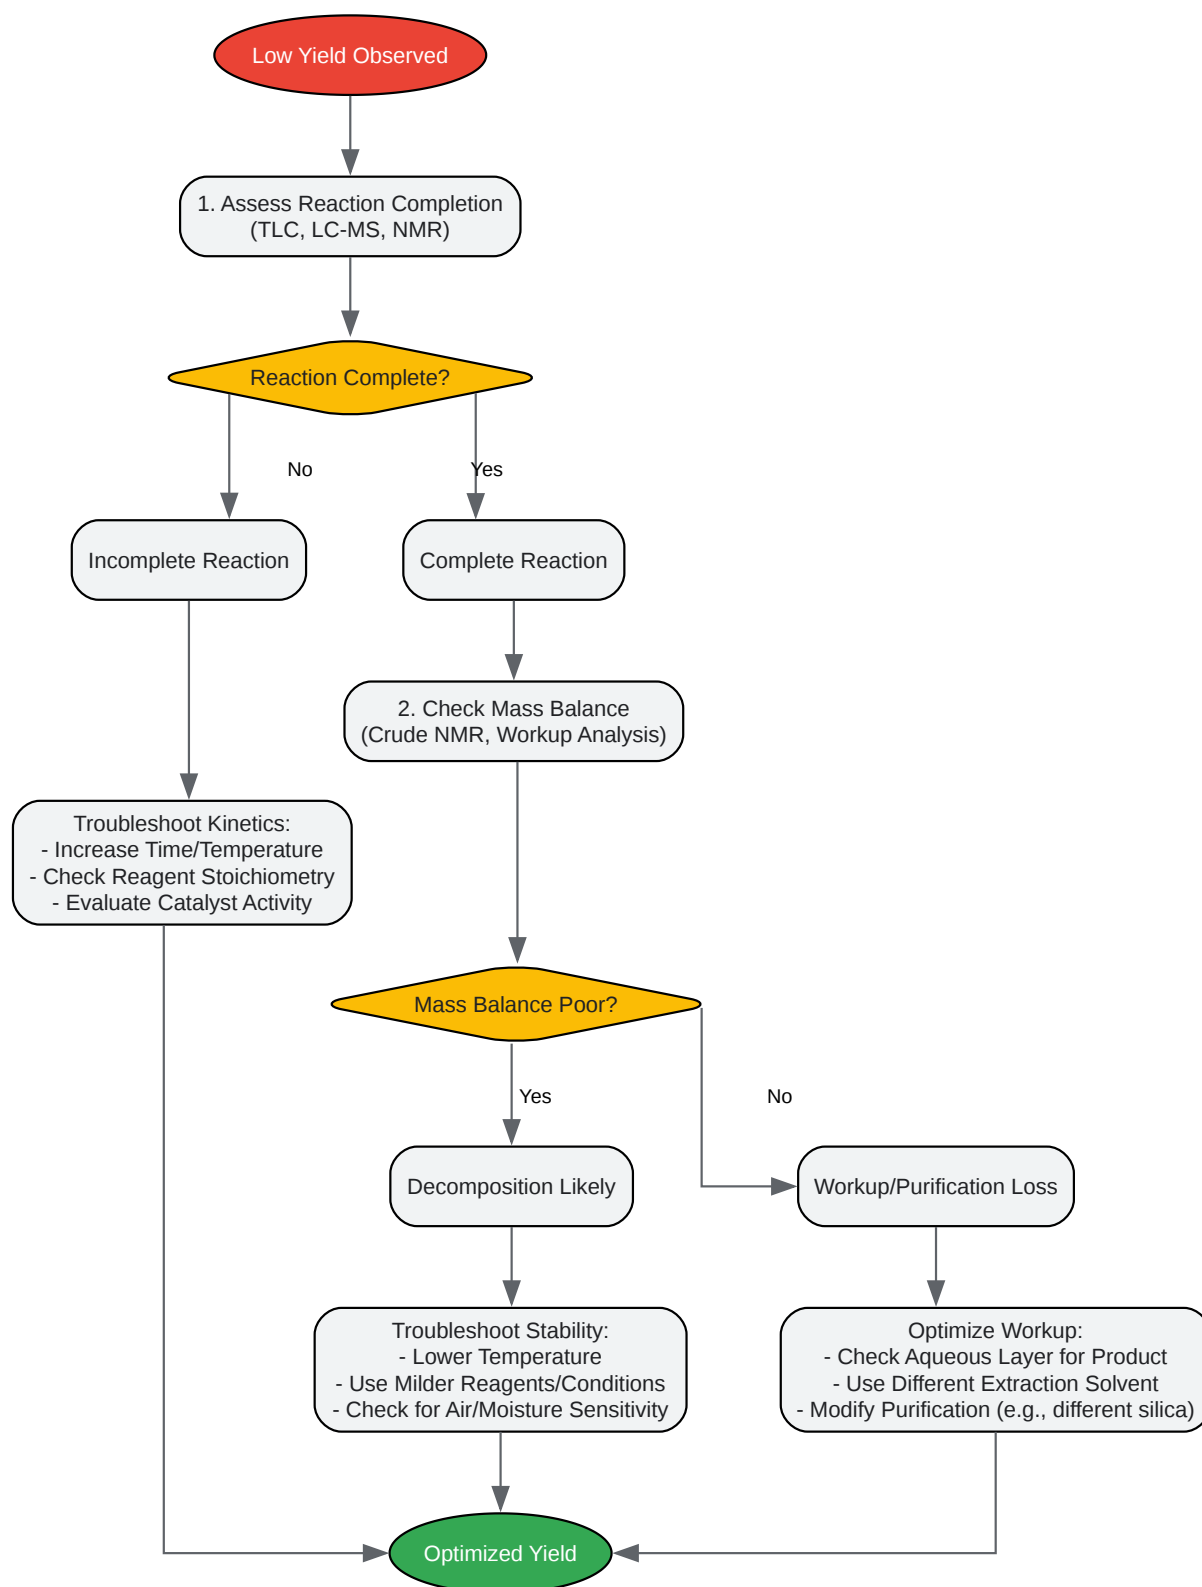 Low Yield Observed
1. Assess Reaction Completion
(TLC, LC-MS, NMR)
Reaction Complete?
No
Yes
Incomplete Reaction
Complete Reaction
2. Check Mass Balance
(Crude NMR, Workup Analysis)
Troubleshoot Kinetics:
- Increase Time/Temperature
- Check Reagent Stoichiometry
- Evaluate Catalyst Activity
Mass Balance Poor?
Yes
No
Decomposition Likely
Workup/Purification Loss
Troubleshoot Stability:
- Lower Temperature
- Use Milder Reagents/Conditions
- Check for Air/Moisture Sensitivity
Optimize Workup:
- Check Aqueous Layer for Product
- Use Different Extraction Solvent
- Modify Purification (e.g., different silica)
Optimized Yield